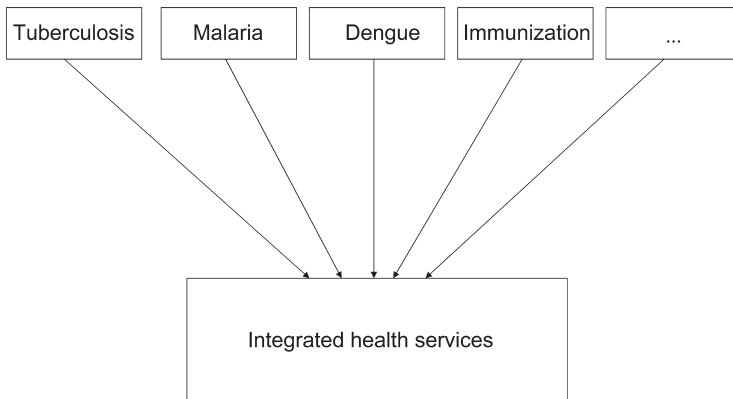 Tuberculosis
Malaria
Dengue
Immunization
...
Integrated health services